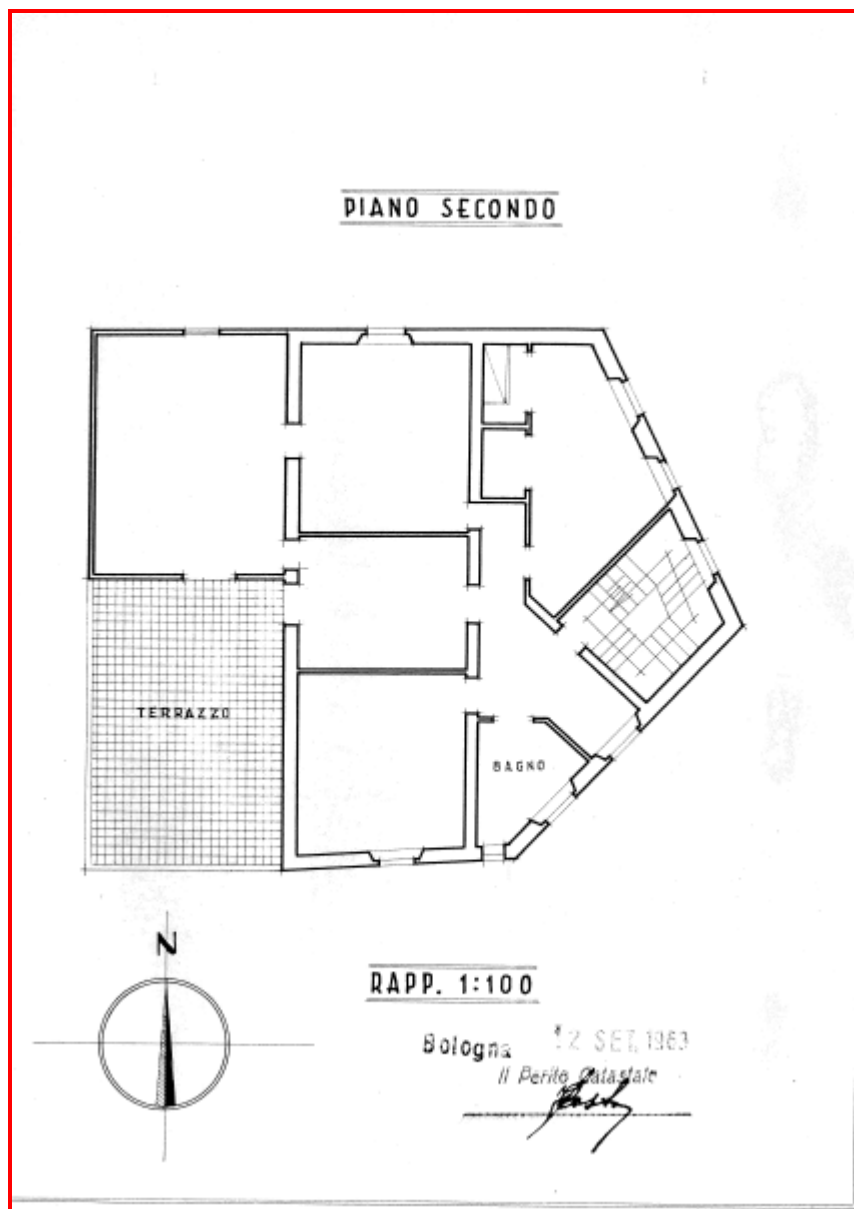 PIANO SECONDO
TERRAZZO
BAGNO
N
RAPP. 1:100
Bologna 12 SET. 1963
Il Perito Catastale